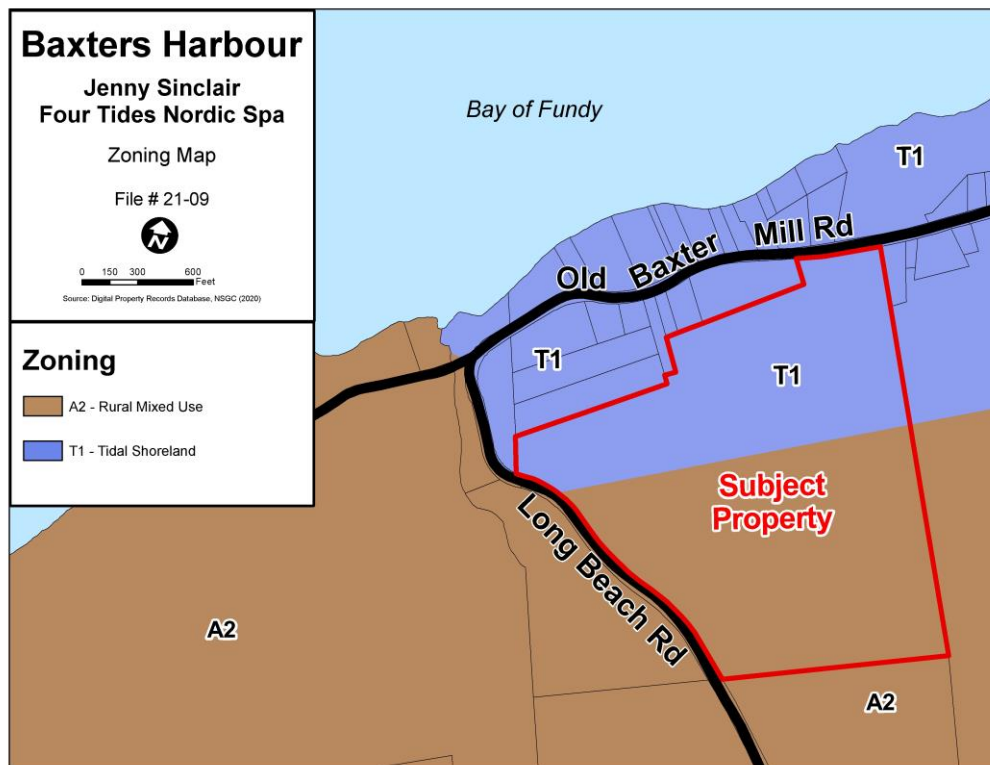 Baxters Harbour
Jenny Sinclair
Four Tides Nordic Spa
Zoning Map
File # 21-09
N
0 150 300 600
Feet
Source: Digital Property Records Database, NSGC (2020)
Zoning
A2 - Rural Mixed Use
T1 - Tidal Shoreland
Bay of Fundy
T1
Old Baxter Mill Rd
T1
T1
Subject
Property
Long Beach Rd
A2
A2